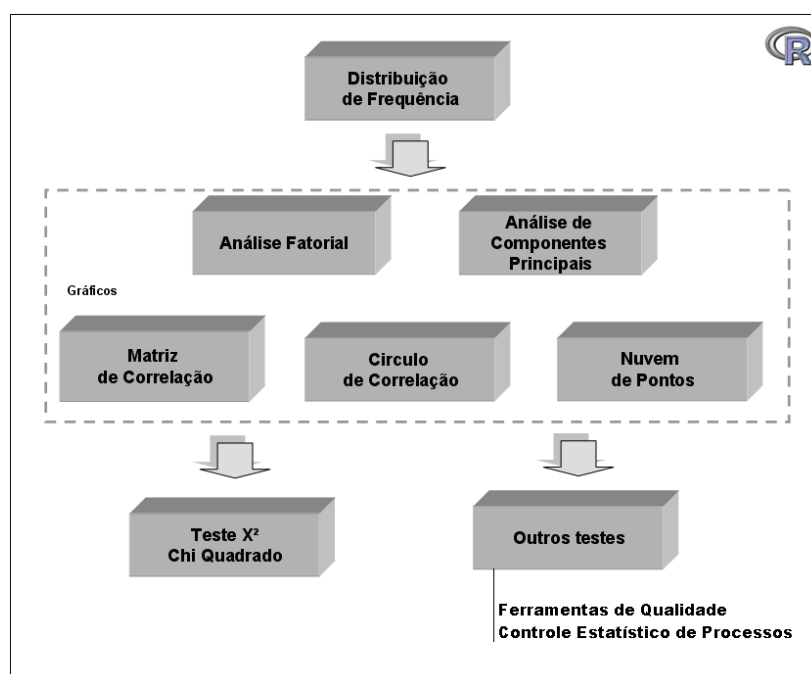 R
Distribuição
de Frequência
Análise Fatorial
Análise de
Componentes
Principais
Gráficos
Matriz
de Correlação
Circulo
de Correlação
Nuvem
de Pontos
Teste X²
Chi Quadrado
Outros testes
Ferramentas de Qualidade
Controle Estatístico de Processos